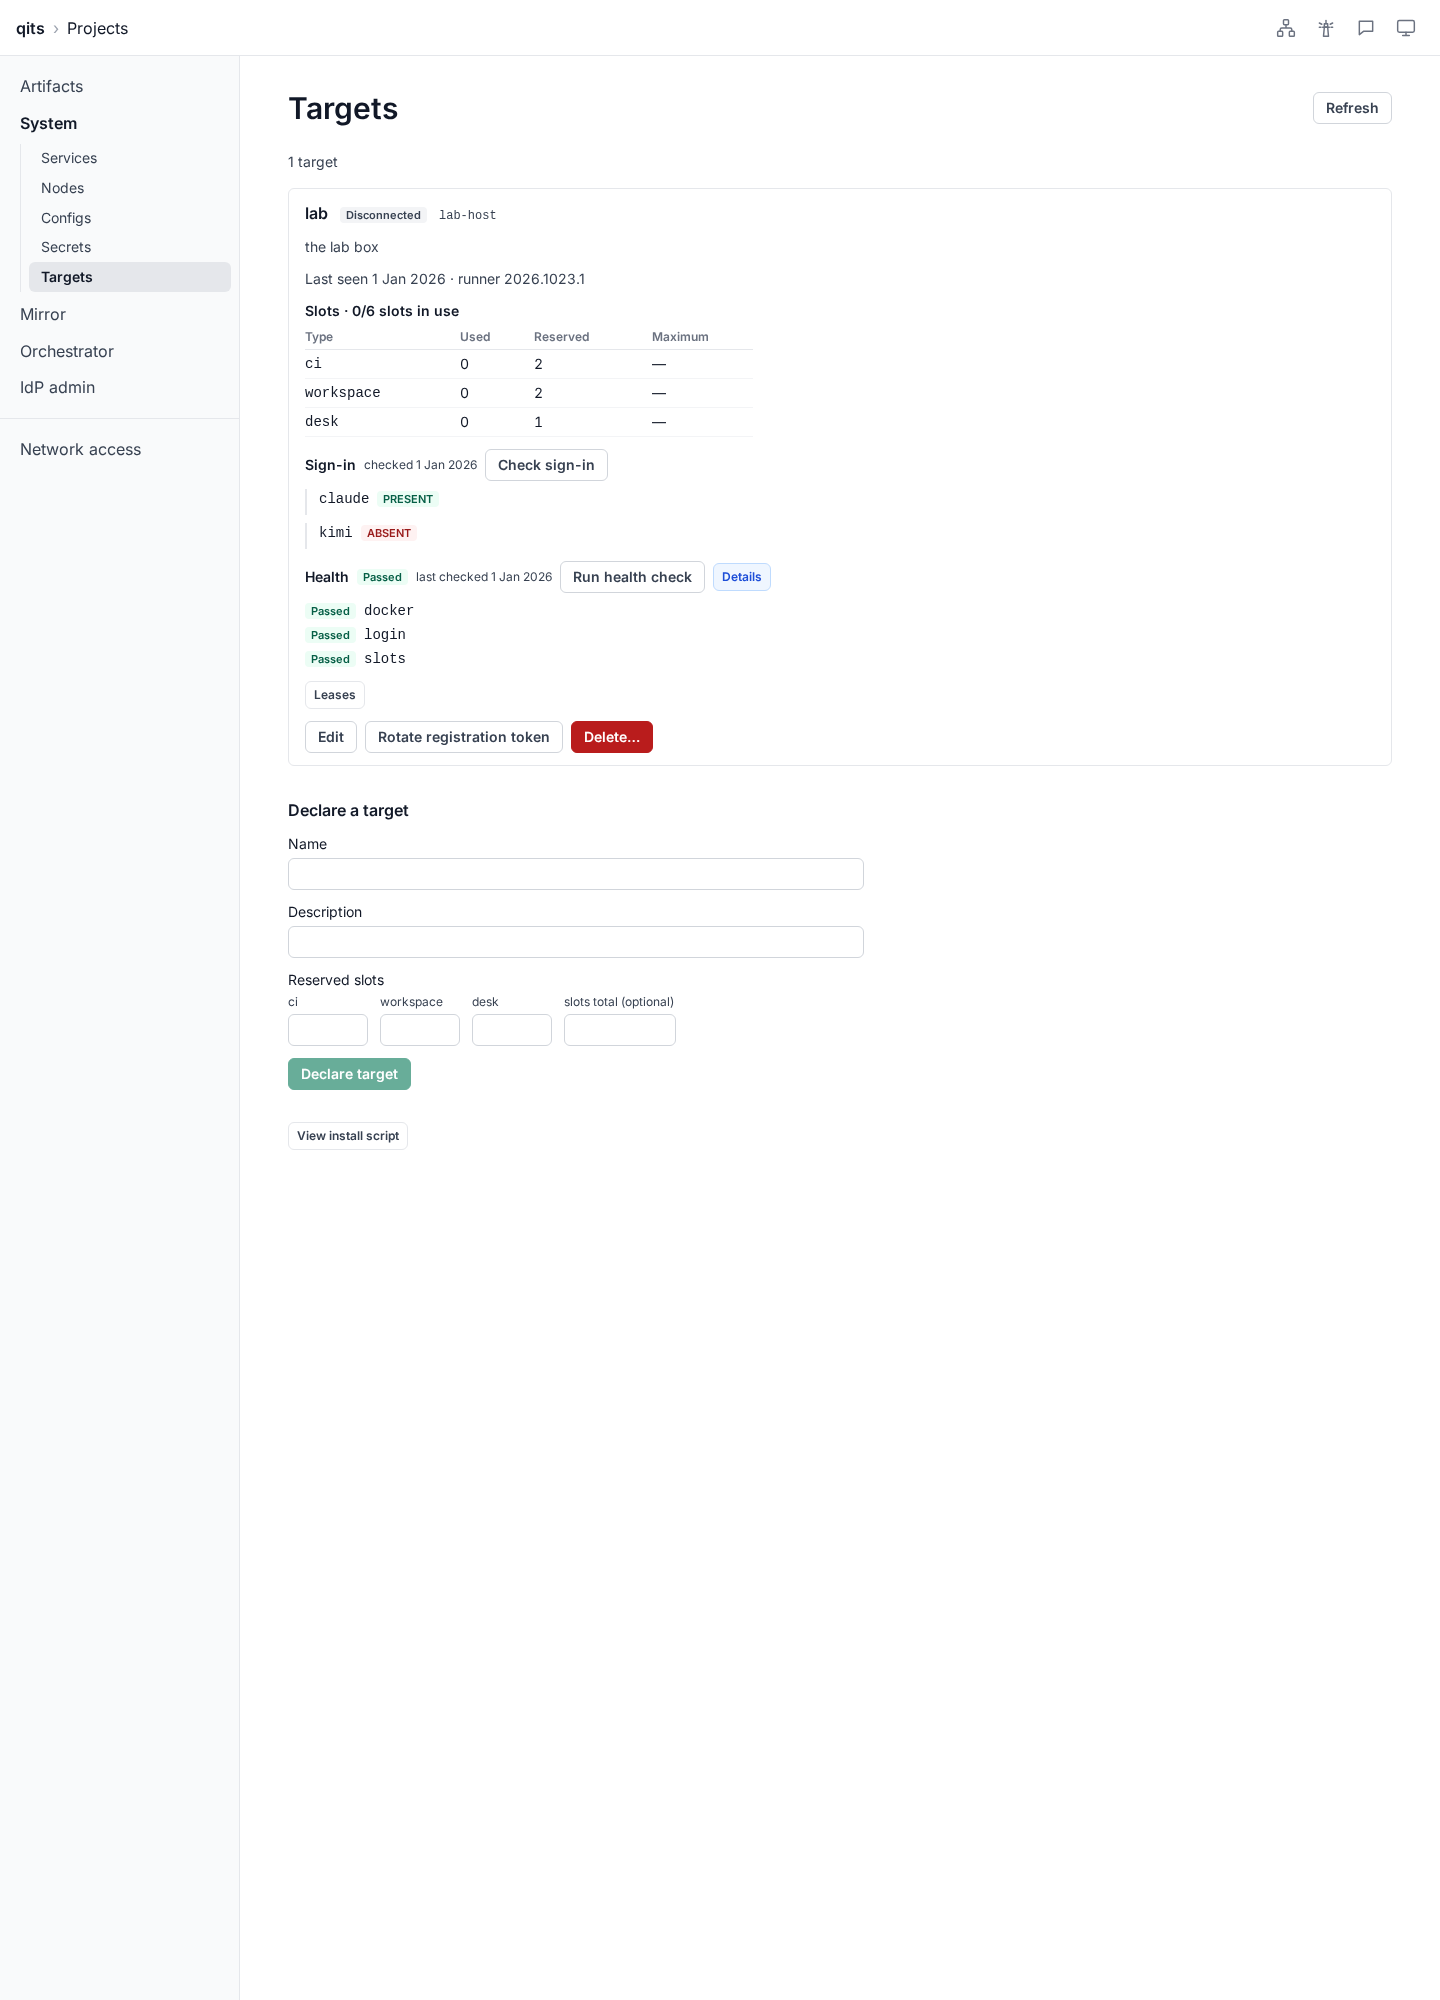 qits › Projects
Artifacts
System
Services
Nodes
Configs
Secrets
Targets
Mirror
Orchestrator
IdP admin
Network access
Targets
Refresh
1 target
lab Disconnected lab-host
the lab box
Last seen 1 Jan 2026 · runner 2026.1023.1
Slots · 0/6 slots in use
Type Used Reserved Maximum
ci 0 2 —
workspace 0 2 —
desk 0 1 —
Sign-in checked 1 Jan 2026 Check sign-in
claude PRESENT
kimi ABSENT
Health Passed last checked 1 Jan 2026 Run health check Details
Passed docker
Passed login
Passed slots
Leases
Edit Rotate registration token Delete...
Declare a target
Name
Description
Reserved slots
ci workspace desk slots total (optional)
Declare target
View install script